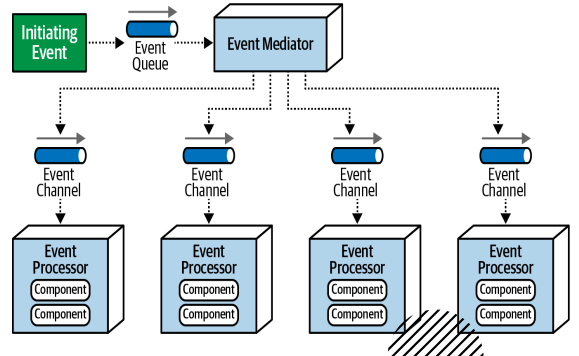 Initiating
Event
Event
Queue
Event Mediator
Event
Channel
Event
Channel
Event
Channel
Event
Channel
Event
Processor
Component
Component
Event
Processor
Component
Component
Event
Processor
Component
Component
Event
Processor
Component
Component